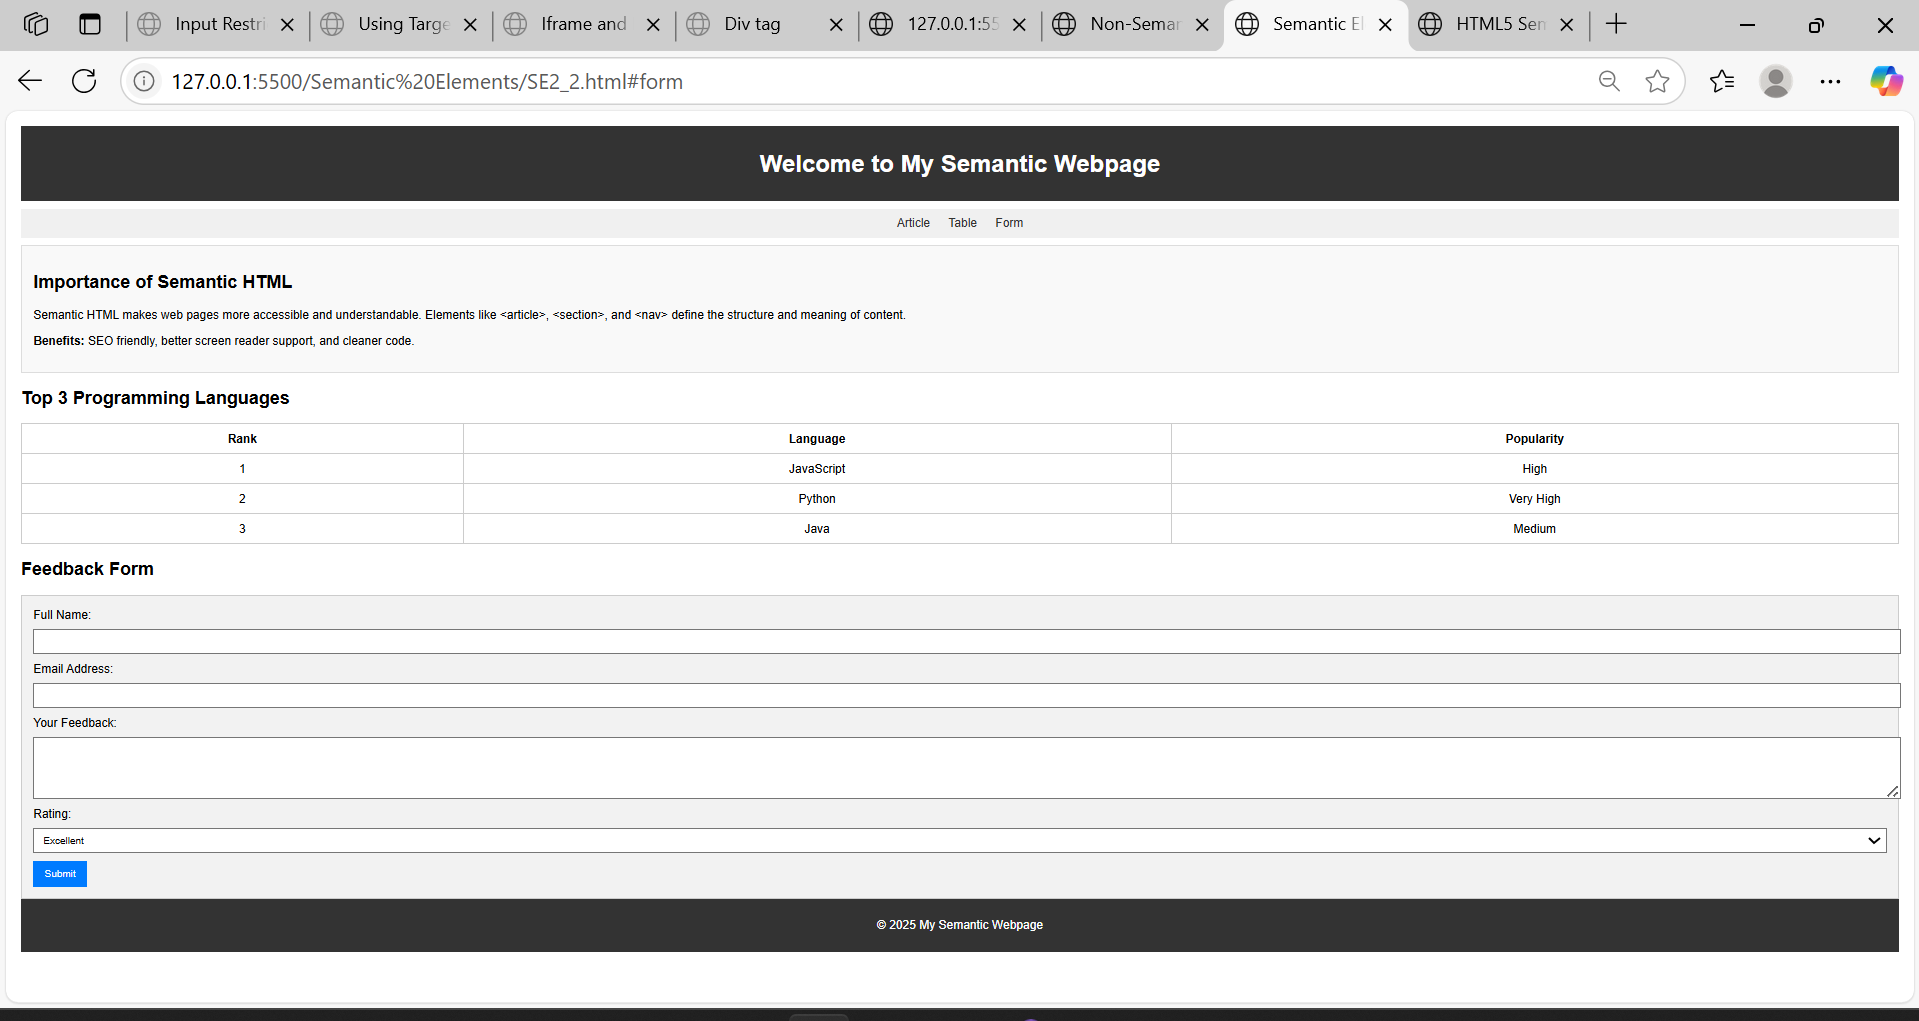 Input Restri
Using Targe
Iframe and
Div tag
127.0.0.1:55
Non-Seman
Semantic El
HTML5 Sem
127.0.0.1:5500/Semantic%20Elements/SE2_2.html#form
Welcome to My Semantic Webpage
Article Table Form
Importance of Semantic HTML
Semantic HTML makes web pages more accessible and understandable. Elements like <article>, <section>, and <nav> define the structure and meaning of content.
Benefits: SEO friendly, better screen reader support, and cleaner code.
Top 3 Programming Languages
Rank Language Popularity
1 JavaScript High
2 Python Very High
3 Java Medium
Feedback Form
Full Name:
Email Address:
Your Feedback:
Rating:
Excellent
Submit
© 2025 My Semantic Webpage